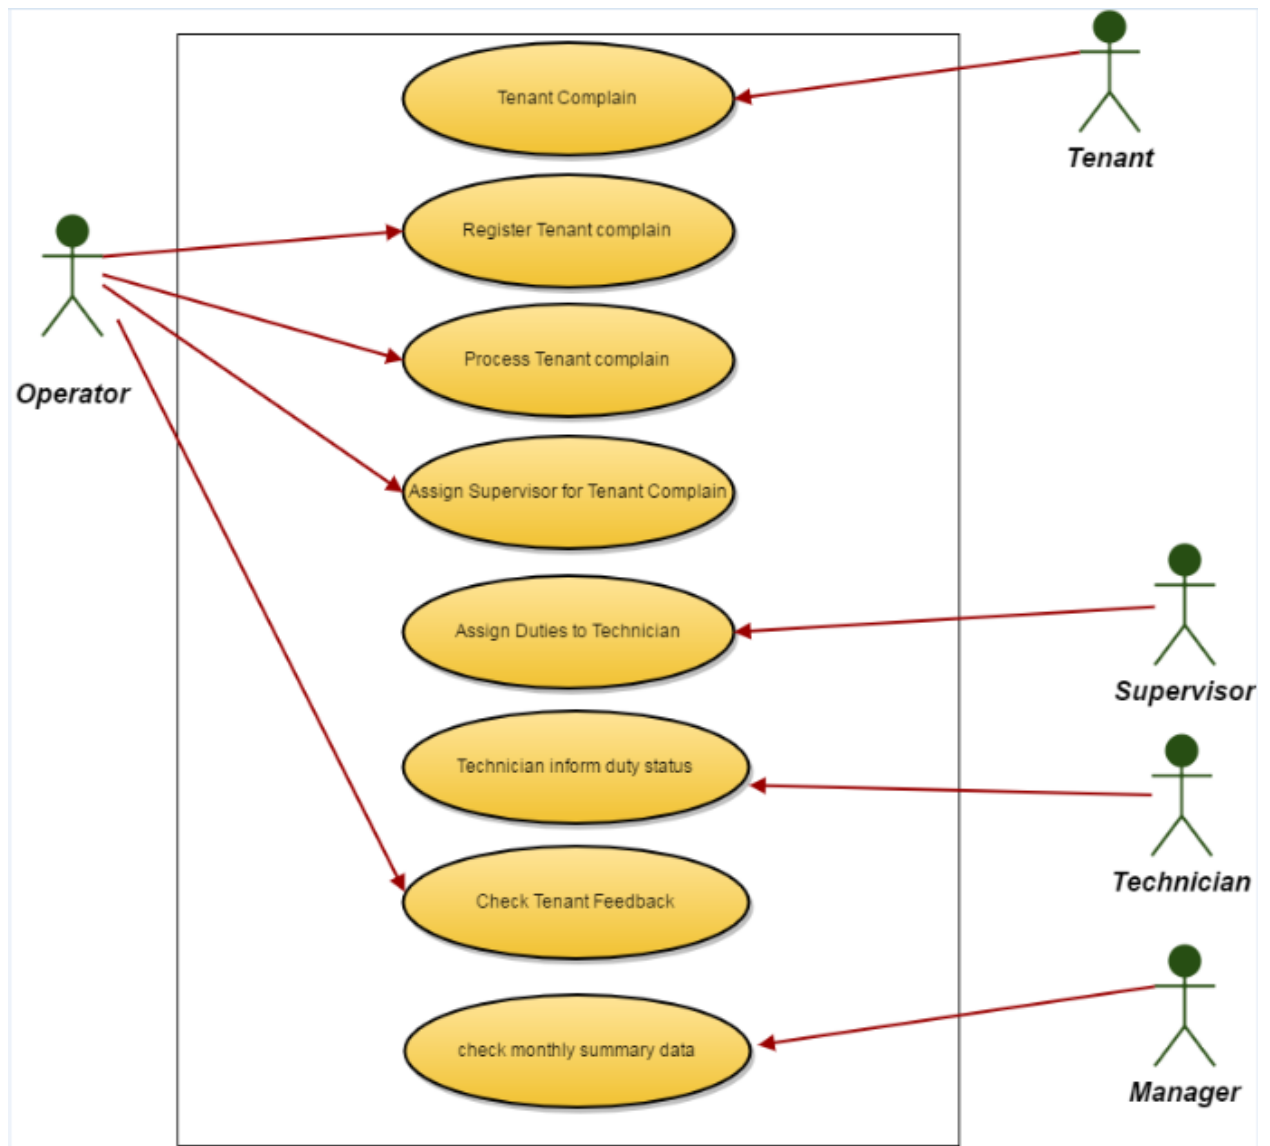 Tenant Complain
Tenant
Register Tenant complain
Process Tenant complain
Operator
Assign Supervisor for Tenant Complain
Assign Duties to Technician
Supervisor
Technician inform duty status
Technician
Check Tenant Feedback
check monthly summary data
Manager